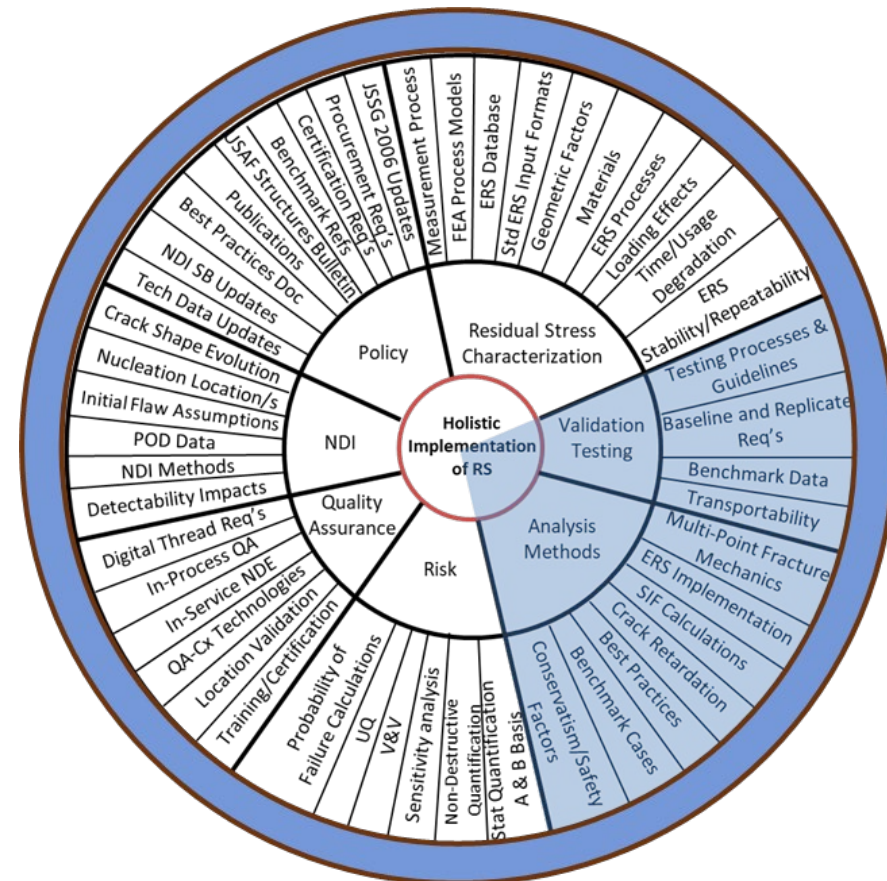 Holistic
Implementation
of RS
Residual Stress
Characterization
Measurement Process
FEA Process Models
ERS Database
Std ERS Input Formats
Geometric Factors
Materials
ERS Processes
Loading Effects
Time/Usage
Degradation
ERS
Stability/Repeatability
Validation
Testing
Testing Processes &
Guidelines
Baseline and Replicate
Req's
Benchmark Data
Transportability
Analysis
Methods
Multi-Point Fracture
Mechanics
ERS Implementation
SIF Calculations
Crack Retardation
Best Practices
Benchmark Cases
Conservatism/Safety
Factors
Risk
A & B Basis
Stat Quantification
Non-Destructive
Quantification
Sensitivity analysis
V&V
UQ
Probability of
Failure Calculations
Quality
Assurance
Training/Certification
Location Validation
QA-Cx Technologies
In-Service NDE
In-Process QA
Digital Thread Req's
NDI
Detectability Impacts
NDI Methods
POD Data
Initial Flaw Assumptions
Nucleation Location/s
Crack Shape Evolution
Policy
Tech Data Updates
NDI SB Updates
Best Practices Doc
Publications
USAF Structures Bulletin
Benchmark Refs
Certification Req's
Procurement Req's
JSSG 2006 Updates